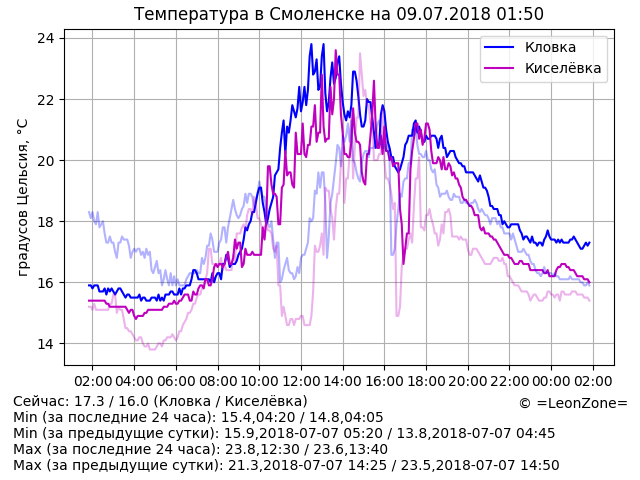 Температура в Смоленске на 09.07.2018 01:50
Кловка
Киселёвка
градусов Цельсия, °C
24
22
20
18
16
14
02:00 04:00 06:00 08:00 10:00 12:00 14:00 16:00 18:00 20:00 22:00 00:00 02:00
Сейчас: 17.3 / 16.0 (Кловка / Киселёвка)
© =LeonZone=
Min (за последние 24 часа): 15.4,04:20 / 14.8,04:05
Min (за предыдущие сутки): 15.9,2018-07-07 05:20 / 13.8,2018-07-07 04:45
Max (за последние 24 часа): 23.8,12:30 / 23.6,13:40
Max (за предыдущие сутки): 21.3,2018-07-07 14:25 / 23.5,2018-07-07 14:50